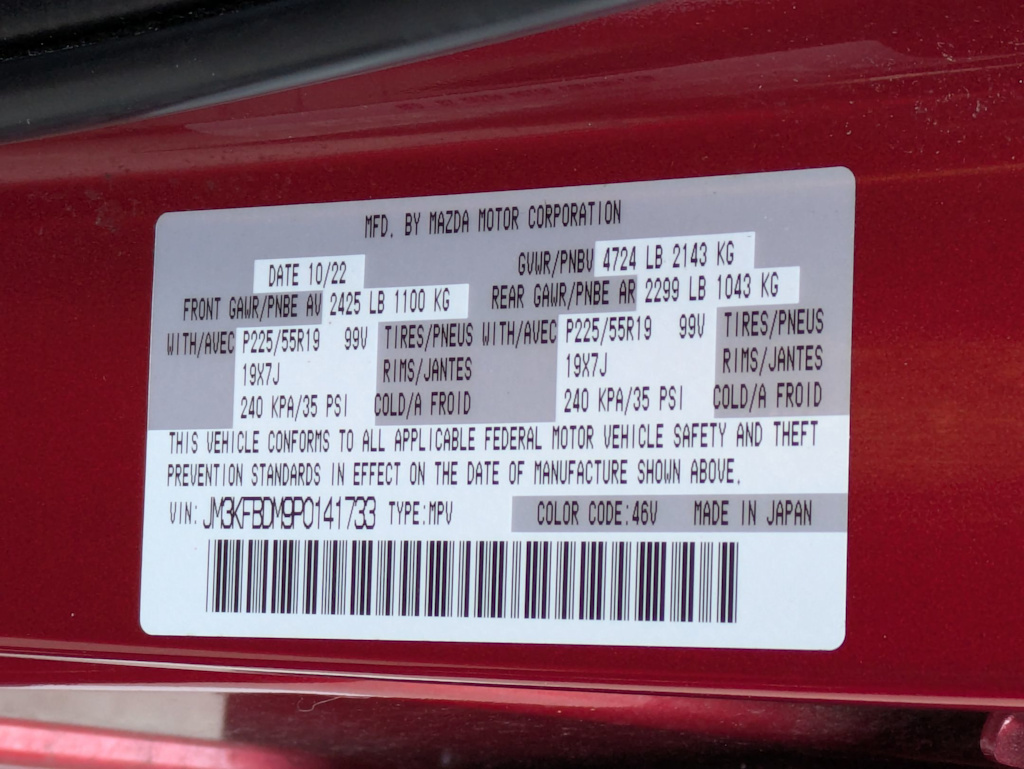 MFD. BY MAZDA MOTOR CORPORATION
DATE 10/22 GVWR/PNBV 4724 LB 2143 KG
FRONT GAWR/PNBE AV 2425 LB 1100 KG REAR GAWR/PNBE AR 2299 LB 1043 KG
WITH/AVEC P225/55R19 99V TIRES/PNEUS WITH/AVEC P225/55R19 99V TIRES/PNEUS
19X7J RIMS/JANTES 19X7J RIMS/JANTES
240 KPA/35 PSI COLD/A FROID 240 KPA/35 PSI COLD/A FROID
THIS VEHICLE CONFORMS TO ALL APPLICABLE FEDERAL MOTOR VEHICLE SAFETY AND THEFT
PREVENTION STANDARDS IN EFFECT ON THE DATE OF MANUFACTURE SHOWN ABOVE.
VIN: JM3KFBDM9P0141733 TYPE:MPV COLOR CODE:46V MADE IN JAPAN